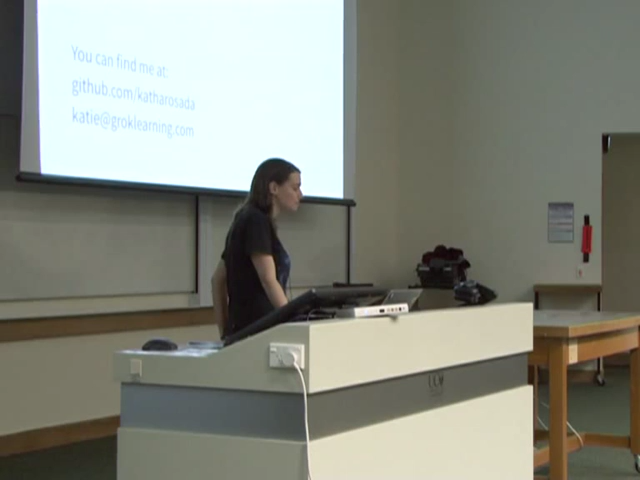 You can find me at:
github.com/katharosada
katie@groklearning.com